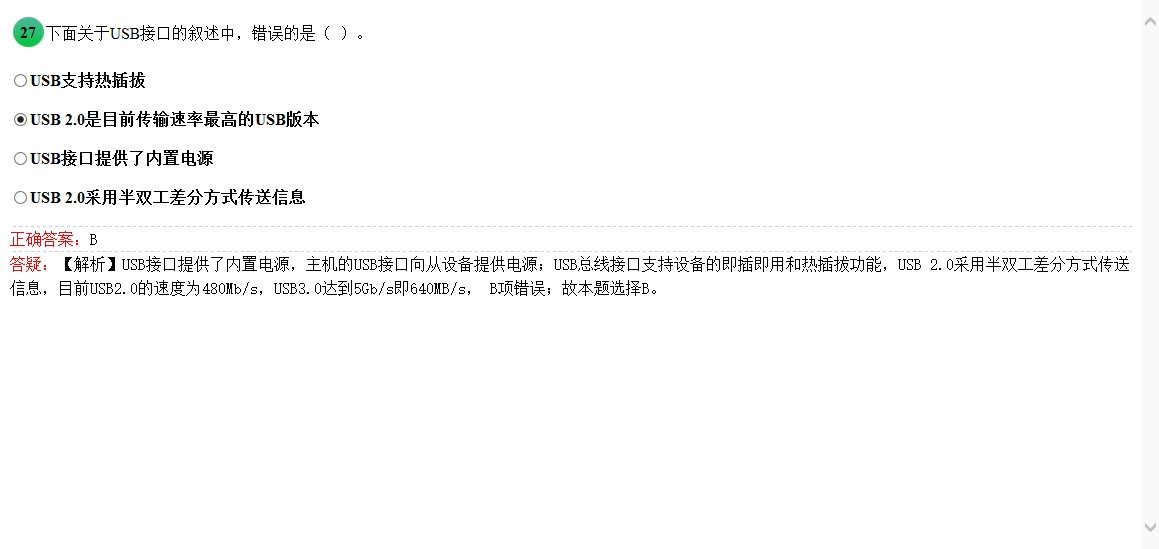 27 下面关于USB接口的叙述中，错误的是（ ）。
USB支持热插拔
USB 2.0是目前传输速率最高的USB版本
USB接口提供了内置电源
USB 2.0采用半双工差分方式传送信息
正确答案：B
答疑：【解析】USB接口提供了内置电源，主机的USB接口向从设备提供电源；USB总线接口支持设备的即插即用和热插拔功能，USB 2.0采用半双工差分方式传送
信息，目前USB2.0的速度为480Mb/s，USB3.0达到5Gb/s即640MB/s， B项错误；故本题选择B。